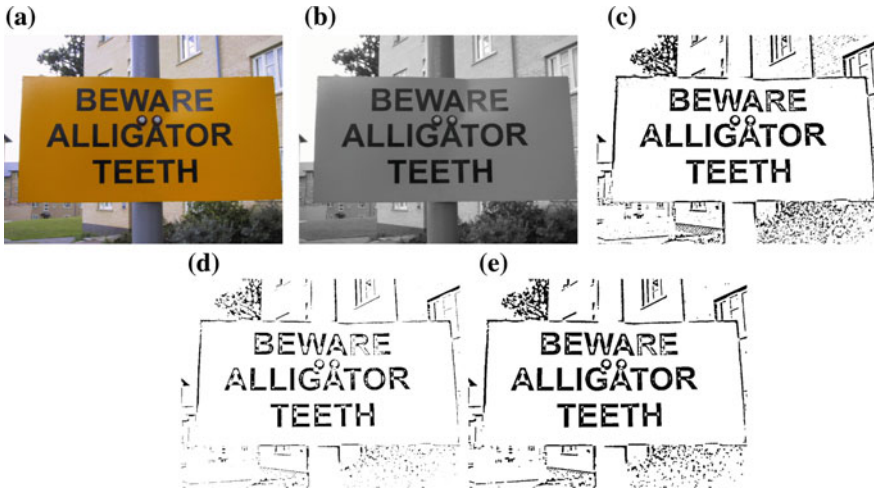 (a)
BEWARE
ALLIGATOR
TEETH
(b)
BEWARE
ALLIGATOR
TEETH
(c)
BEWARE
ALLIGATOR
TEETH
(d)
BEWARE
ALLIGATOR
TEETH
(e)
BEWARE
ALLIGATOR
TEETH